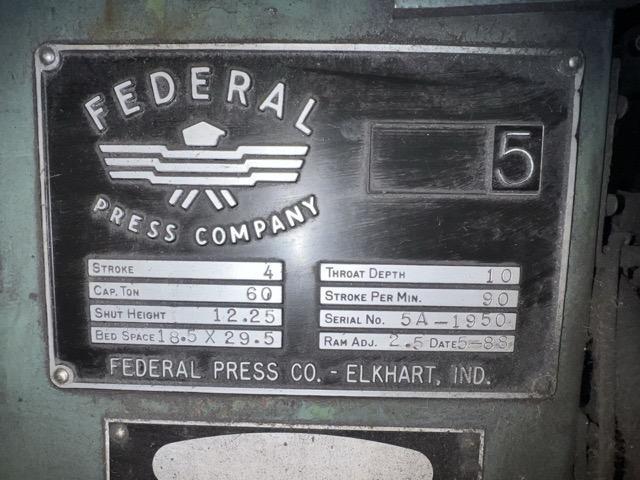 FEDERAL
PRESS COMPANY
5
STROKE 4
CAP. TON 60
SHUT HEIGHT 12.25
BED SPACE 18.5 X 29.5
THROAT DEPTH 10
STROKE PER MIN. 90
SERIAL NO. 5A-1950
RAM ADJ. 2.5 DATE 5-88
FEDERAL PRESS CO. - ELKHART, IND.